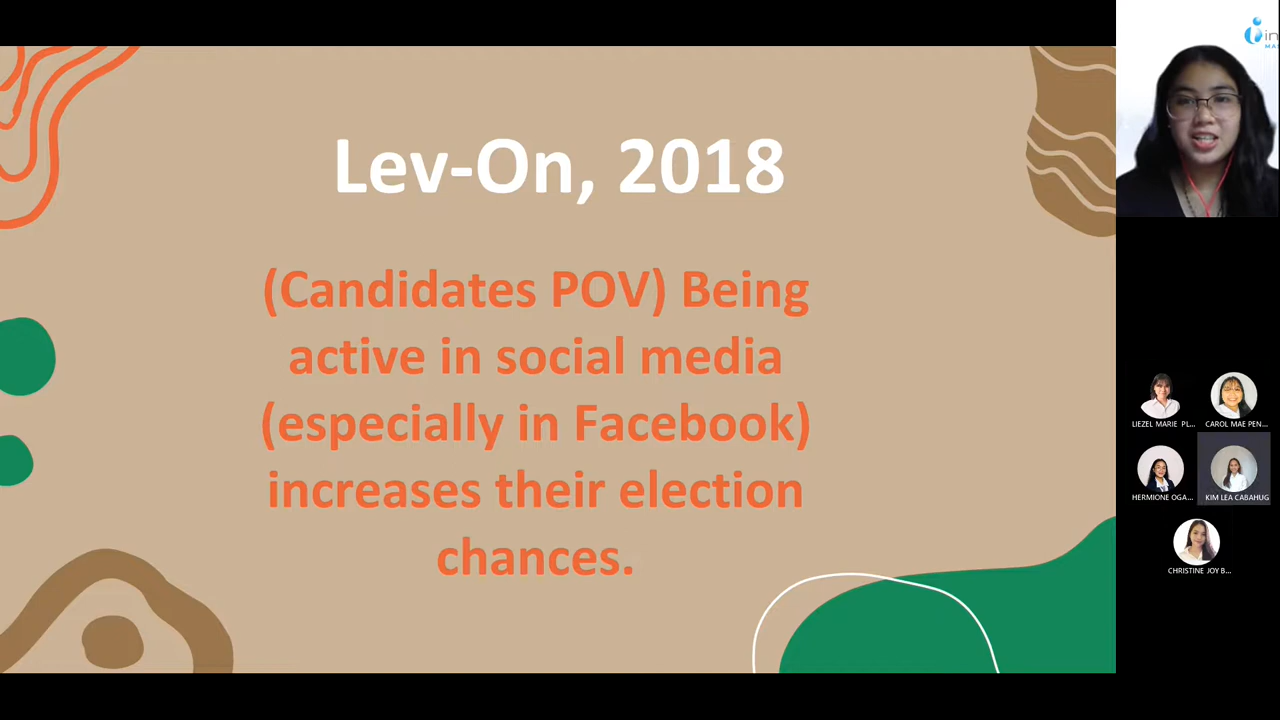 Lev-On, 2018
(Candidates POV) Being
active in social media
(especially in Facebook)
increases their election
chances.
in
LIEZEL MARIE PL...
CAROL MAE PEN...
HERMIONE OGA...
KIM LEA CABAHUG
CHRISTINE JOY B...